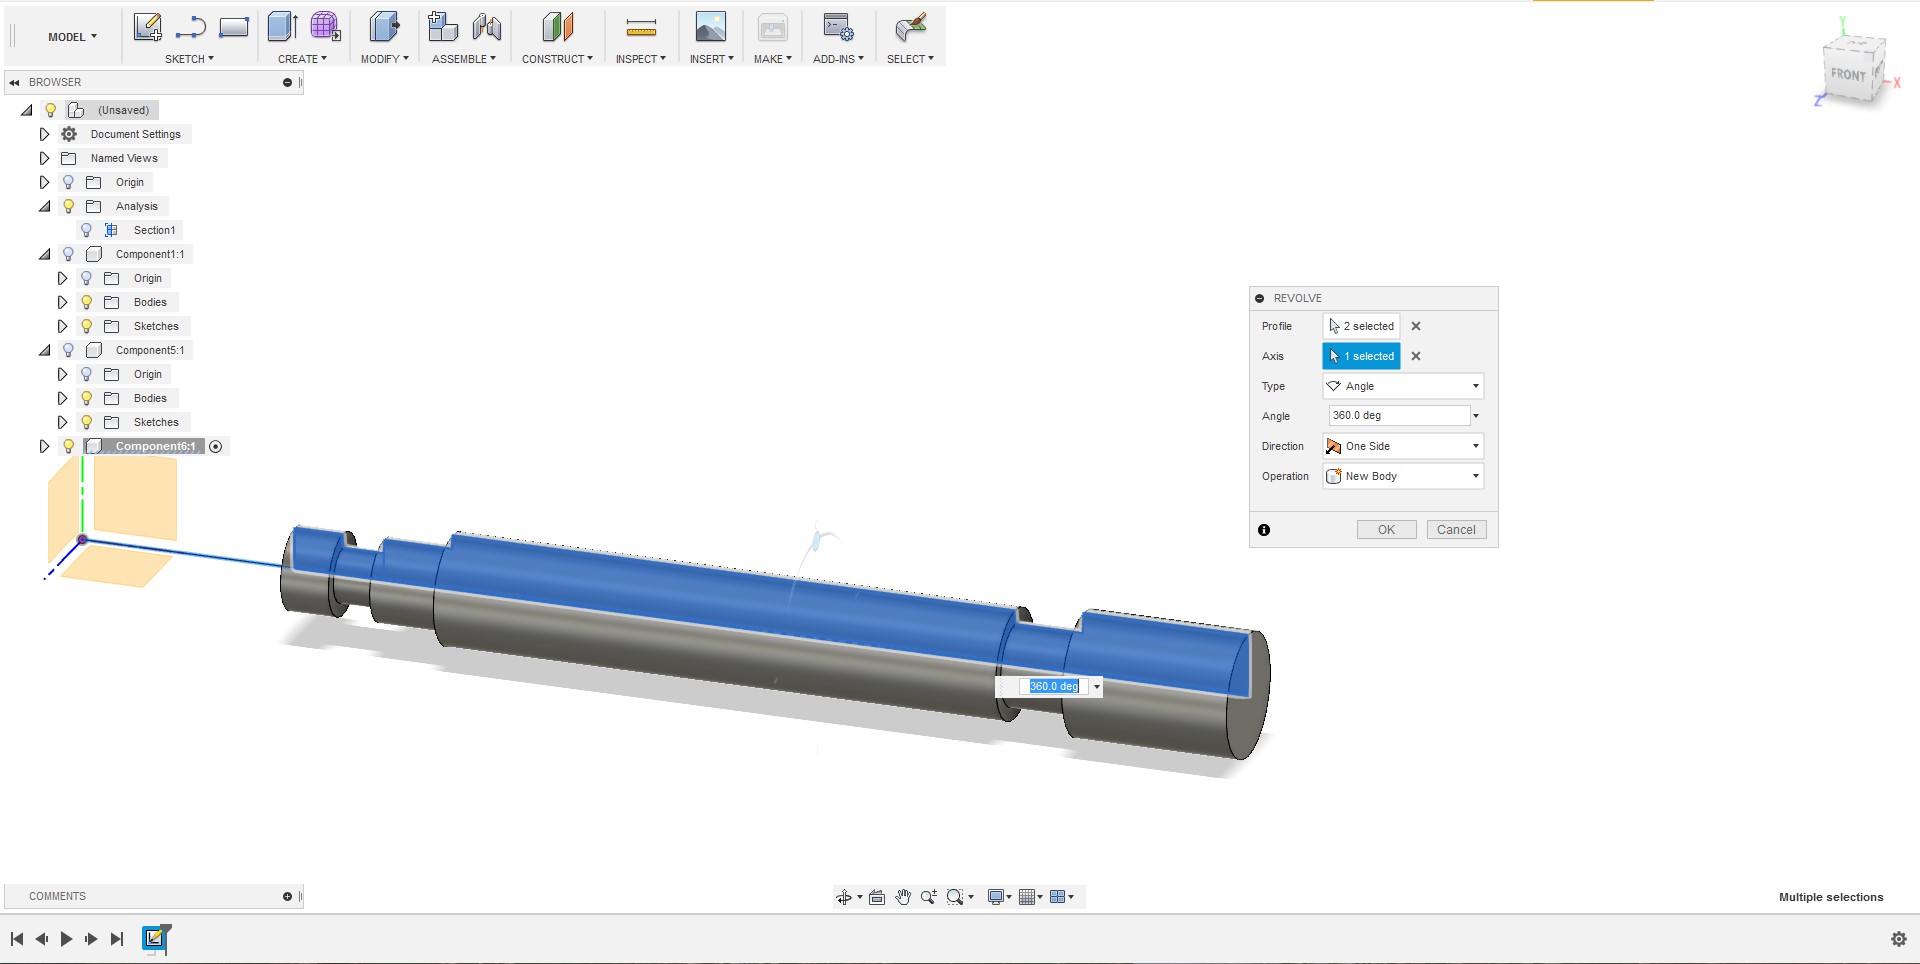 MODEL
SKETCH
CREATE
MODIFY
ASSEMBLE
CONSTRUCT
INSPECT
INSERT
MAKE
ADD-INS
SELECT
BROWSER
(Unsaved)
Document Settings
Named Views
Origin
Analysis
Section1
Component1:1
Origin
Bodies
Sketches
Component5:1
Origin
Bodies
Sketches
Component6:1
Y
FRONT
X
Z
REVOLVE
Profile 2 selected
Axis 1 selected
Type Angle
Angle 360.0 deg
Direction One Side
Operation New Body
OK Cancel
360.0 deg
COMMENTS
Multiple selections